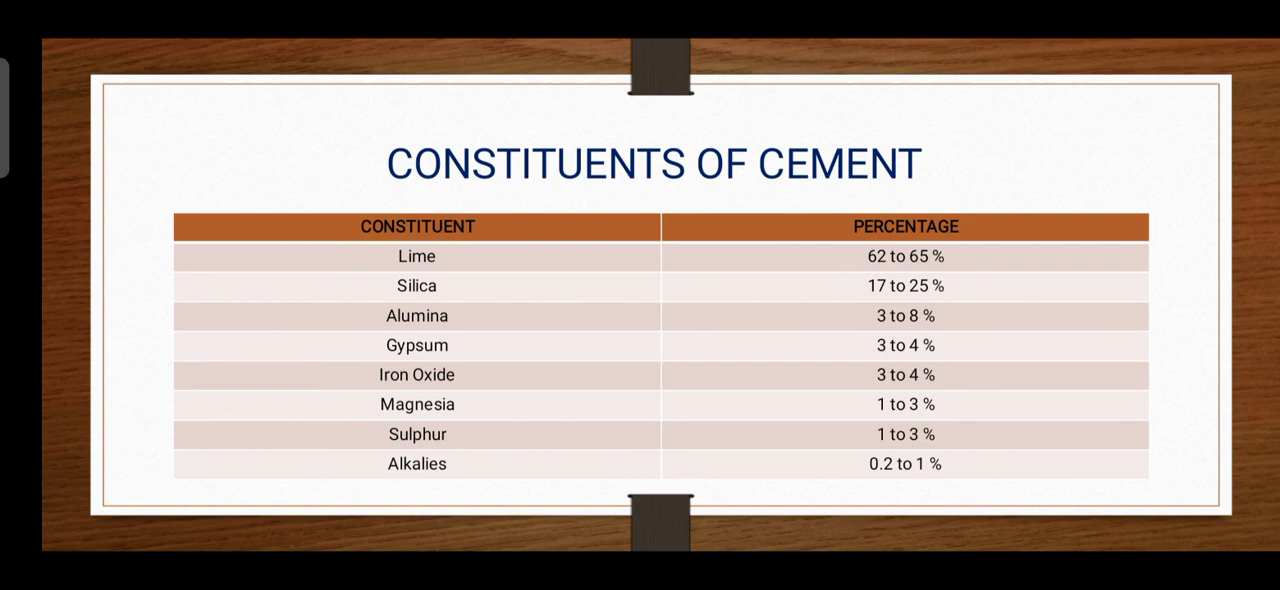 CONSTITUENTS OF CEMENT
CONSTITUENT PERCENTAGE
Lime 62 to 65 %
Silica 17 to 25 %
Alumina 3 to 8 %
Gypsum 3 to 4 %
Iron Oxide 3 to 4 %
Magnesia 1 to 3 %
Sulphur 1 to 3 %
Alkalies 0.2 to 1 %